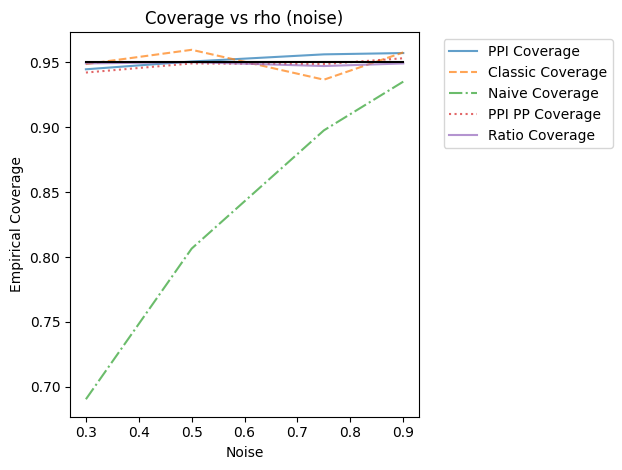 Coverage vs rho (noise)
Empirical Coverage
0.95
0.90
0.85
0.80
0.75
0.70
0.3 0.4 0.5 0.6 0.7 0.8 0.9
Noise
PPI Coverage
Classic Coverage
Naive Coverage
PPI PP Coverage
Ratio Coverage